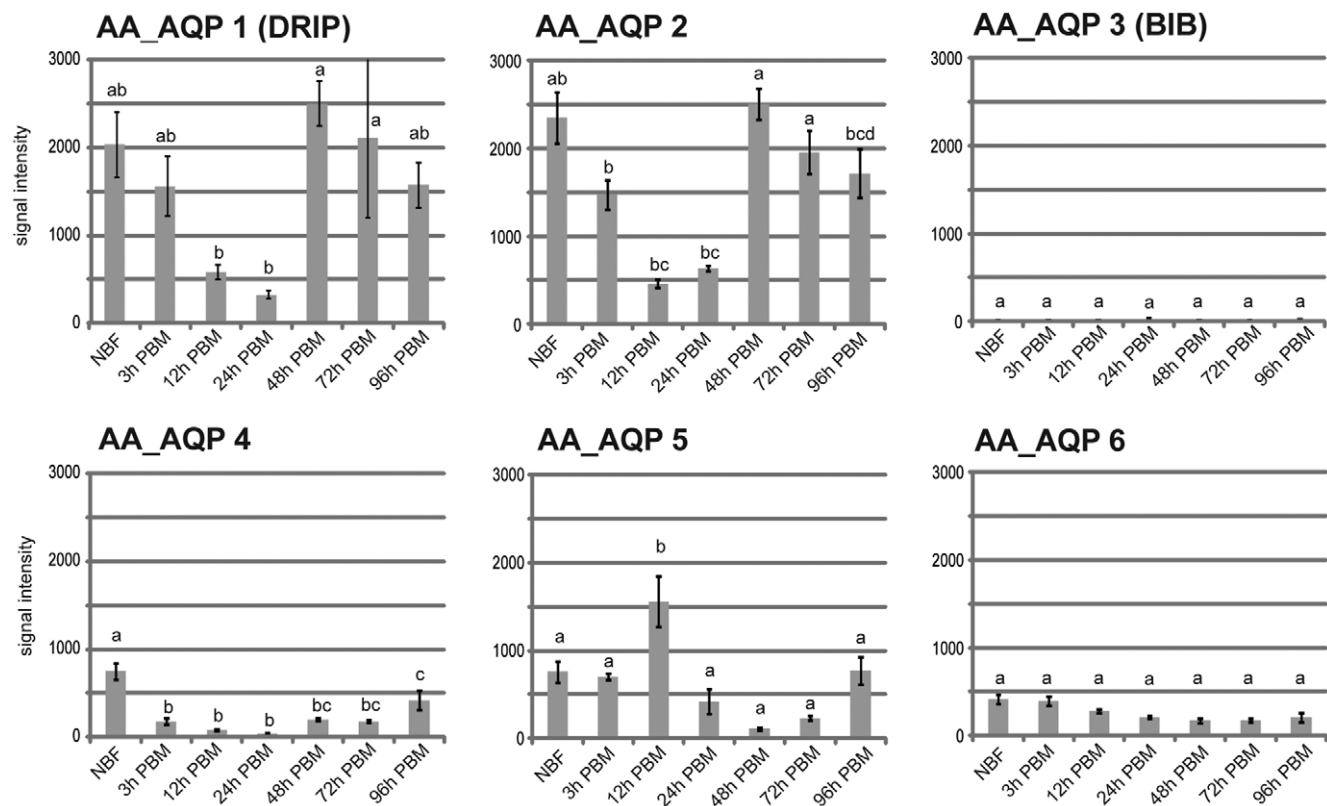 AA_AQP 1 (DRIP)
3000
2000
1000
0
signal intensity
ab
ab
b
b
a
a
ab
NBF
3h PBM
12h PBM
24h PBM
48h PBM
72h PBM
96h PBM
AA_AQP 2
3000
2000
1000
0
ab
b
bc
bc
a
a
bcd
NBF
3h PBM
12h PBM
24h PBM
48h PBM
72h PBM
96h PBM
AA_AQP 3 (BIB)
3000
2000
1000
0
a
a
a
a
a
a
a
NBF
3h PBM
12h PBM
24h PBM
48h PBM
72h PBM
96h PBM
AA_AQP 4
3000
2000
1000
0
signal intensity
a
b
b
b
bc
bc
c
NBF
3h PBM
12h PBM
24h PBM
48h PBM
72h PBM
96h PBM
AA_AQP 5
3000
2000
1000
0
a
a
b
a
a
a
a
NBF
3h PBM
12h PBM
24h PBM
48h PBM
72h PBM
96h PBM
AA_AQP 6
3000
2000
1000
0
a
a
a
a
a
a
a
NBF
3h PBM
12h PBM
24h PBM
48h PBM
72h PBM
96h PBM